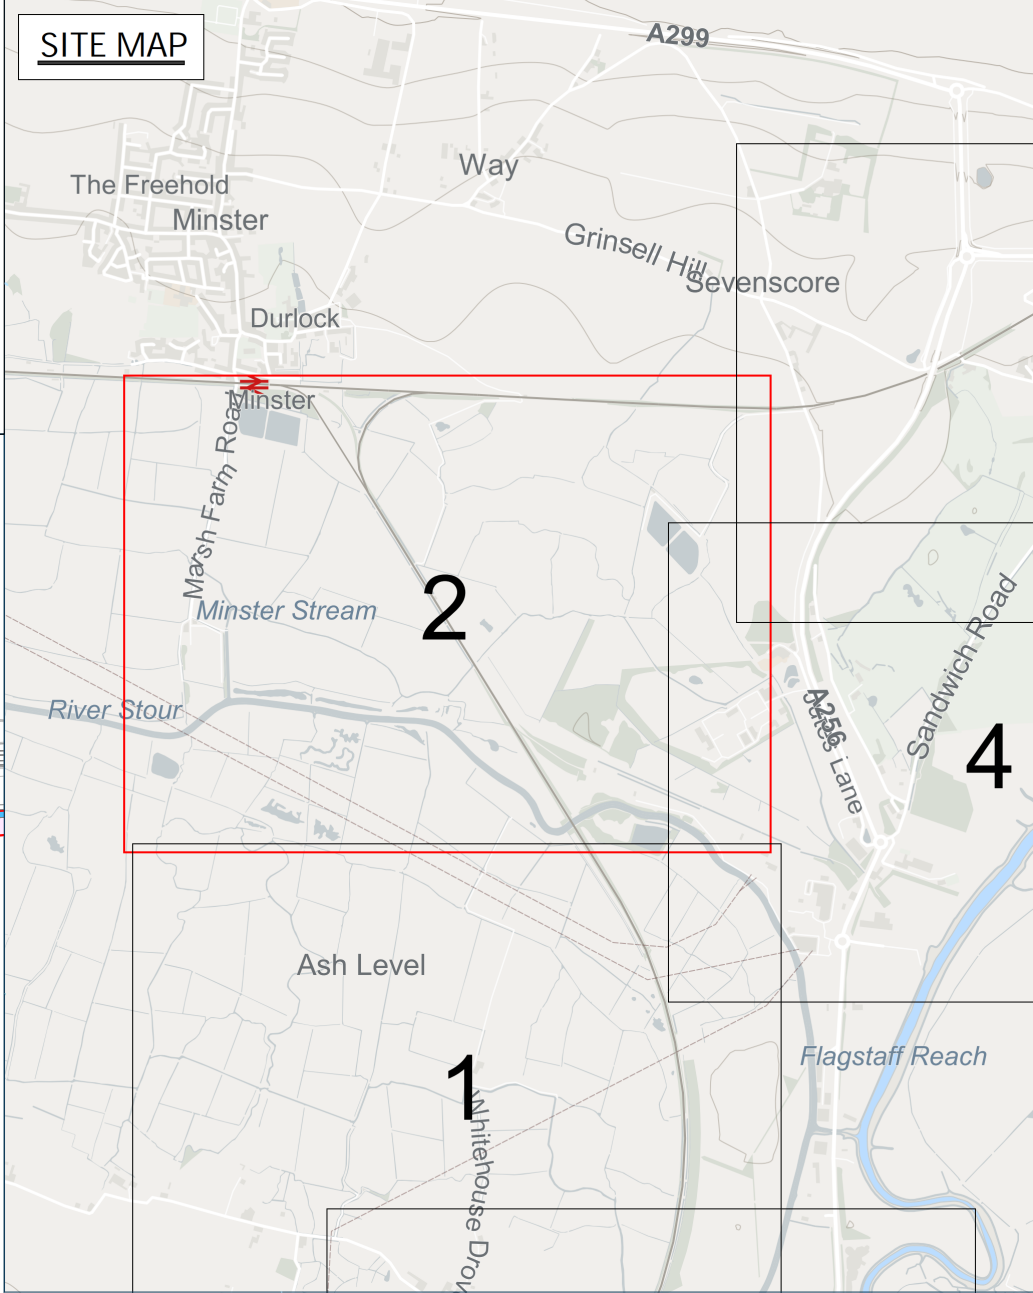 SITE MAP
A299
Way
The Freehold
Minster
Grinsell Hill
Sevenscore
Durlock
Minster
Marsh Farm Road
2
Minster Stream
Sandwich Road
River Stour
A256
Jutes Lane
4
Ash Level
1
Flagstaff Reach
Whitehouse Drov